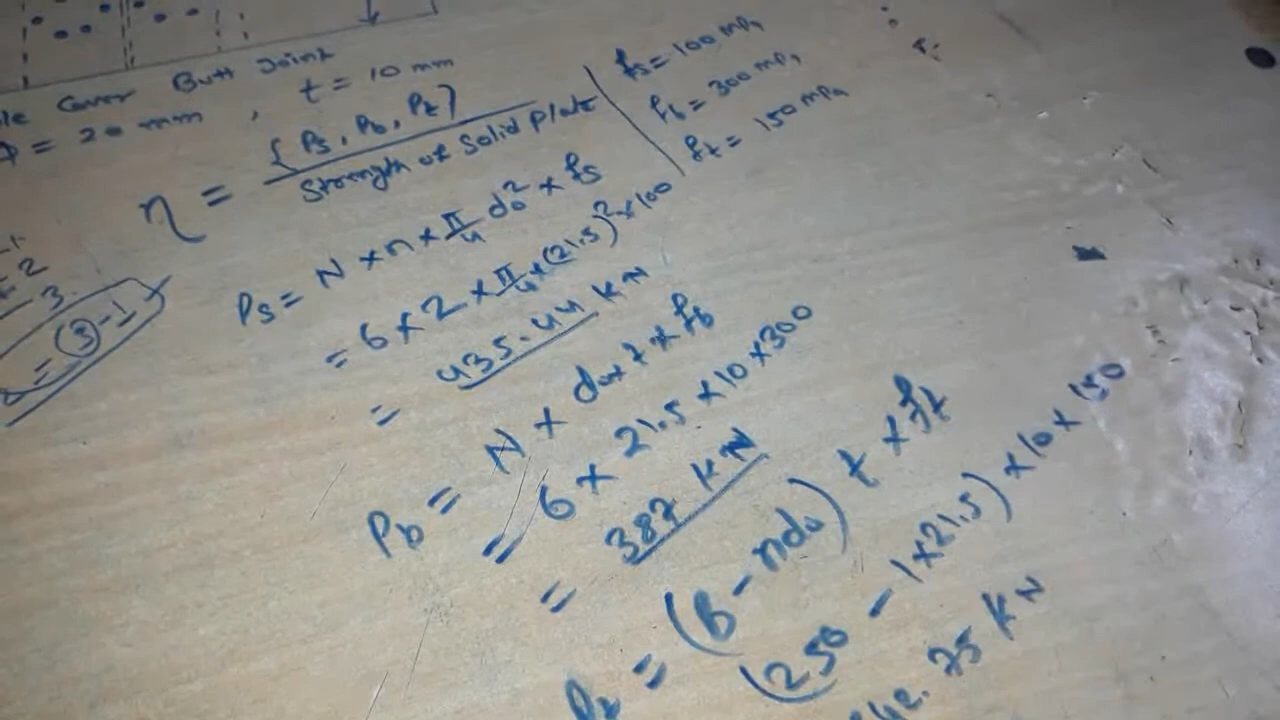 Cover Butt Joint
φ = 20 mm , t = 10 mm
η = {Ps, Pb, Pt} / Strength of Solid plate
fs = 100 mPa
fb = 300 mPa
ft = 150 mPa
-1
2
3
= (3)-1
Ps = N × n × π/4 do² × fs
= 6 × 2 × π/4 × (21.5)² × 100
= 435.44 KN
Pb = N × do × t × fb
= 6 × 21.5 × 10 × 300
= 387 KN
Pt = (B - ndo) t × ft
(250 - 1×21.5) × 10 × 150
42.75 KN